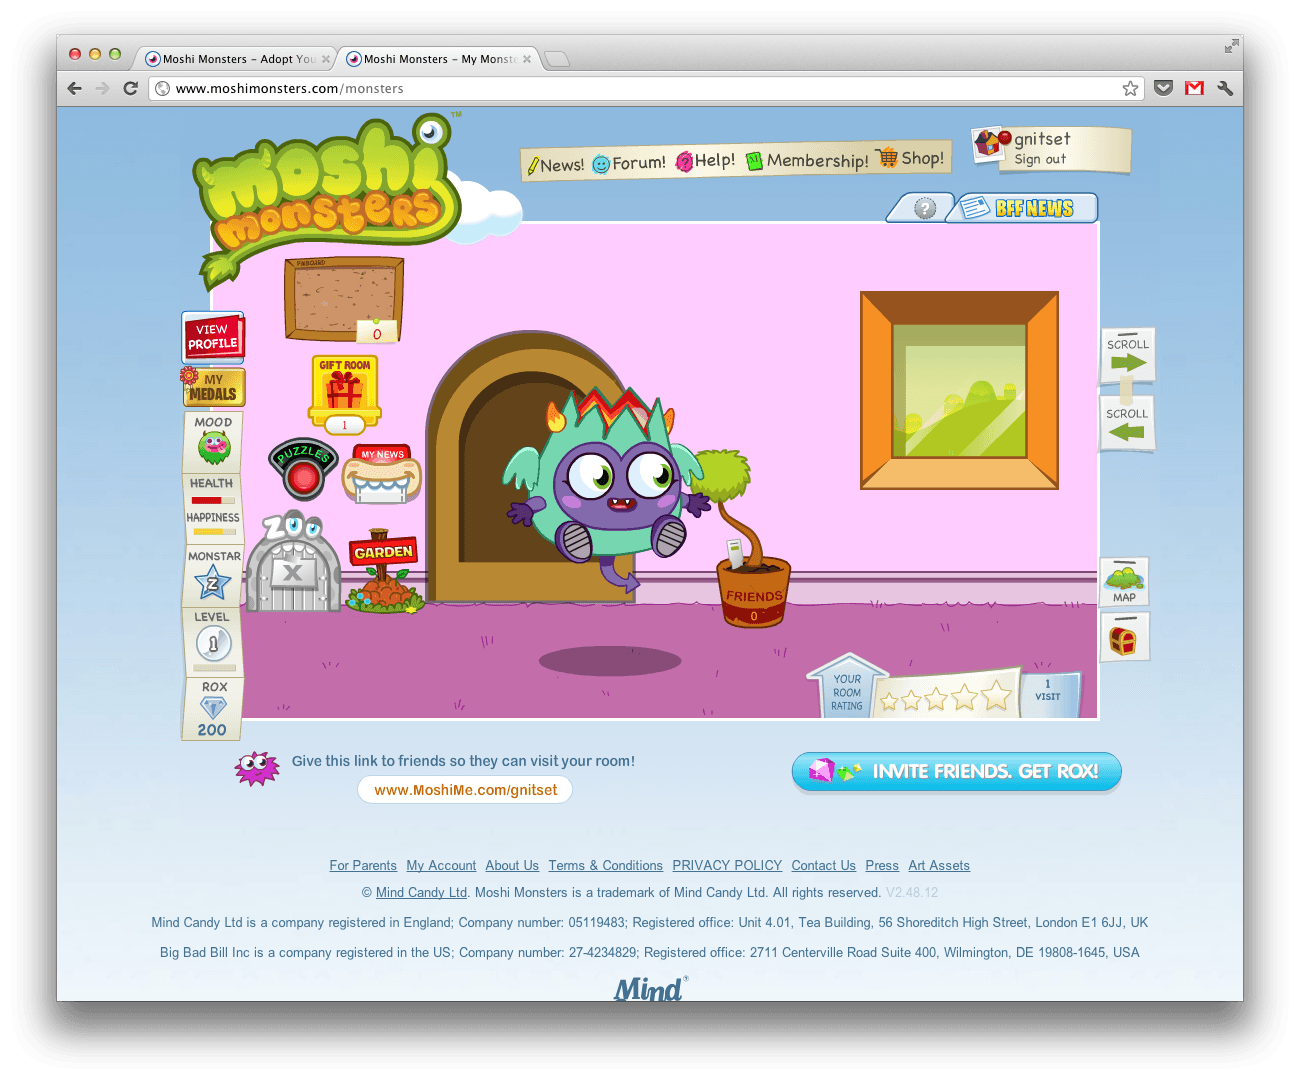 Moshi Monsters – Adopt You
Moshi Monsters – My Monste
www.moshimonsters.com/monsters
moshi monsters TM
News! Forum! Help! Membership! Shop!
gnitset
Sign out
?
BFF NEWS
PINBOARD
0
VIEW PROFILE
MY MEDALS
MOOD
HEALTH
HAPPINESS
MONSTAR
Z
LEVEL
1
ROX
200
GIFT ROOM
1
PUZZLES
MY NEWS
ZOO
X
GARDEN
FRIENDS
0
SCROLL
SCROLL
MAP
YOUR ROOM RATING
1 VISIT
Give this link to friends so they can visit your room!
www.MoshiMe.com/gnitset
INVITE FRIENDS. GET ROX!
For Parents My Account About Us Terms & Conditions PRIVACY POLICY Contact Us Press Art Assets
© Mind Candy Ltd. Moshi Monsters is a trademark of Mind Candy Ltd. All rights reserved. V2.48.12
Mind Candy Ltd is a company registered in England; Company number: 05119483; Registered office: Unit 4.01, Tea Building, 56 Shoreditch High Street, London E1 6JJ, UK
Big Bad Bill Inc is a company registered in the US; Company number: 27-4234829; Registered office: 2711 Centerville Road Suite 400, Wilmington, DE 19808-1645, USA
Mind